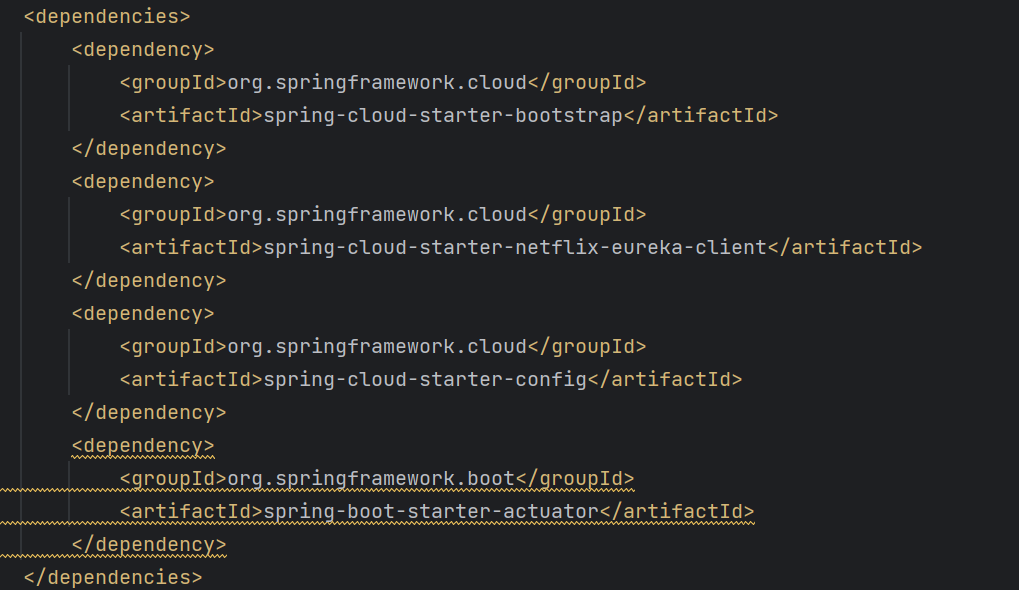 <dependencies>
    <dependency>
        <groupId>org.springframework.cloud</groupId>
        <artifactId>spring-cloud-starter-bootstrap</artifactId>
    </dependency>
    <dependency>
        <groupId>org.springframework.cloud</groupId>
        <artifactId>spring-cloud-starter-netflix-eureka-client</artifactId>
    </dependency>
    <dependency>
        <groupId>org.springframework.cloud</groupId>
        <artifactId>spring-cloud-starter-config</artifactId>
    </dependency>
    <dependency>
        <groupId>org.springframework.boot</groupId>
        <artifactId>spring-boot-starter-actuator</artifactId>
    </dependency>
</dependencies>